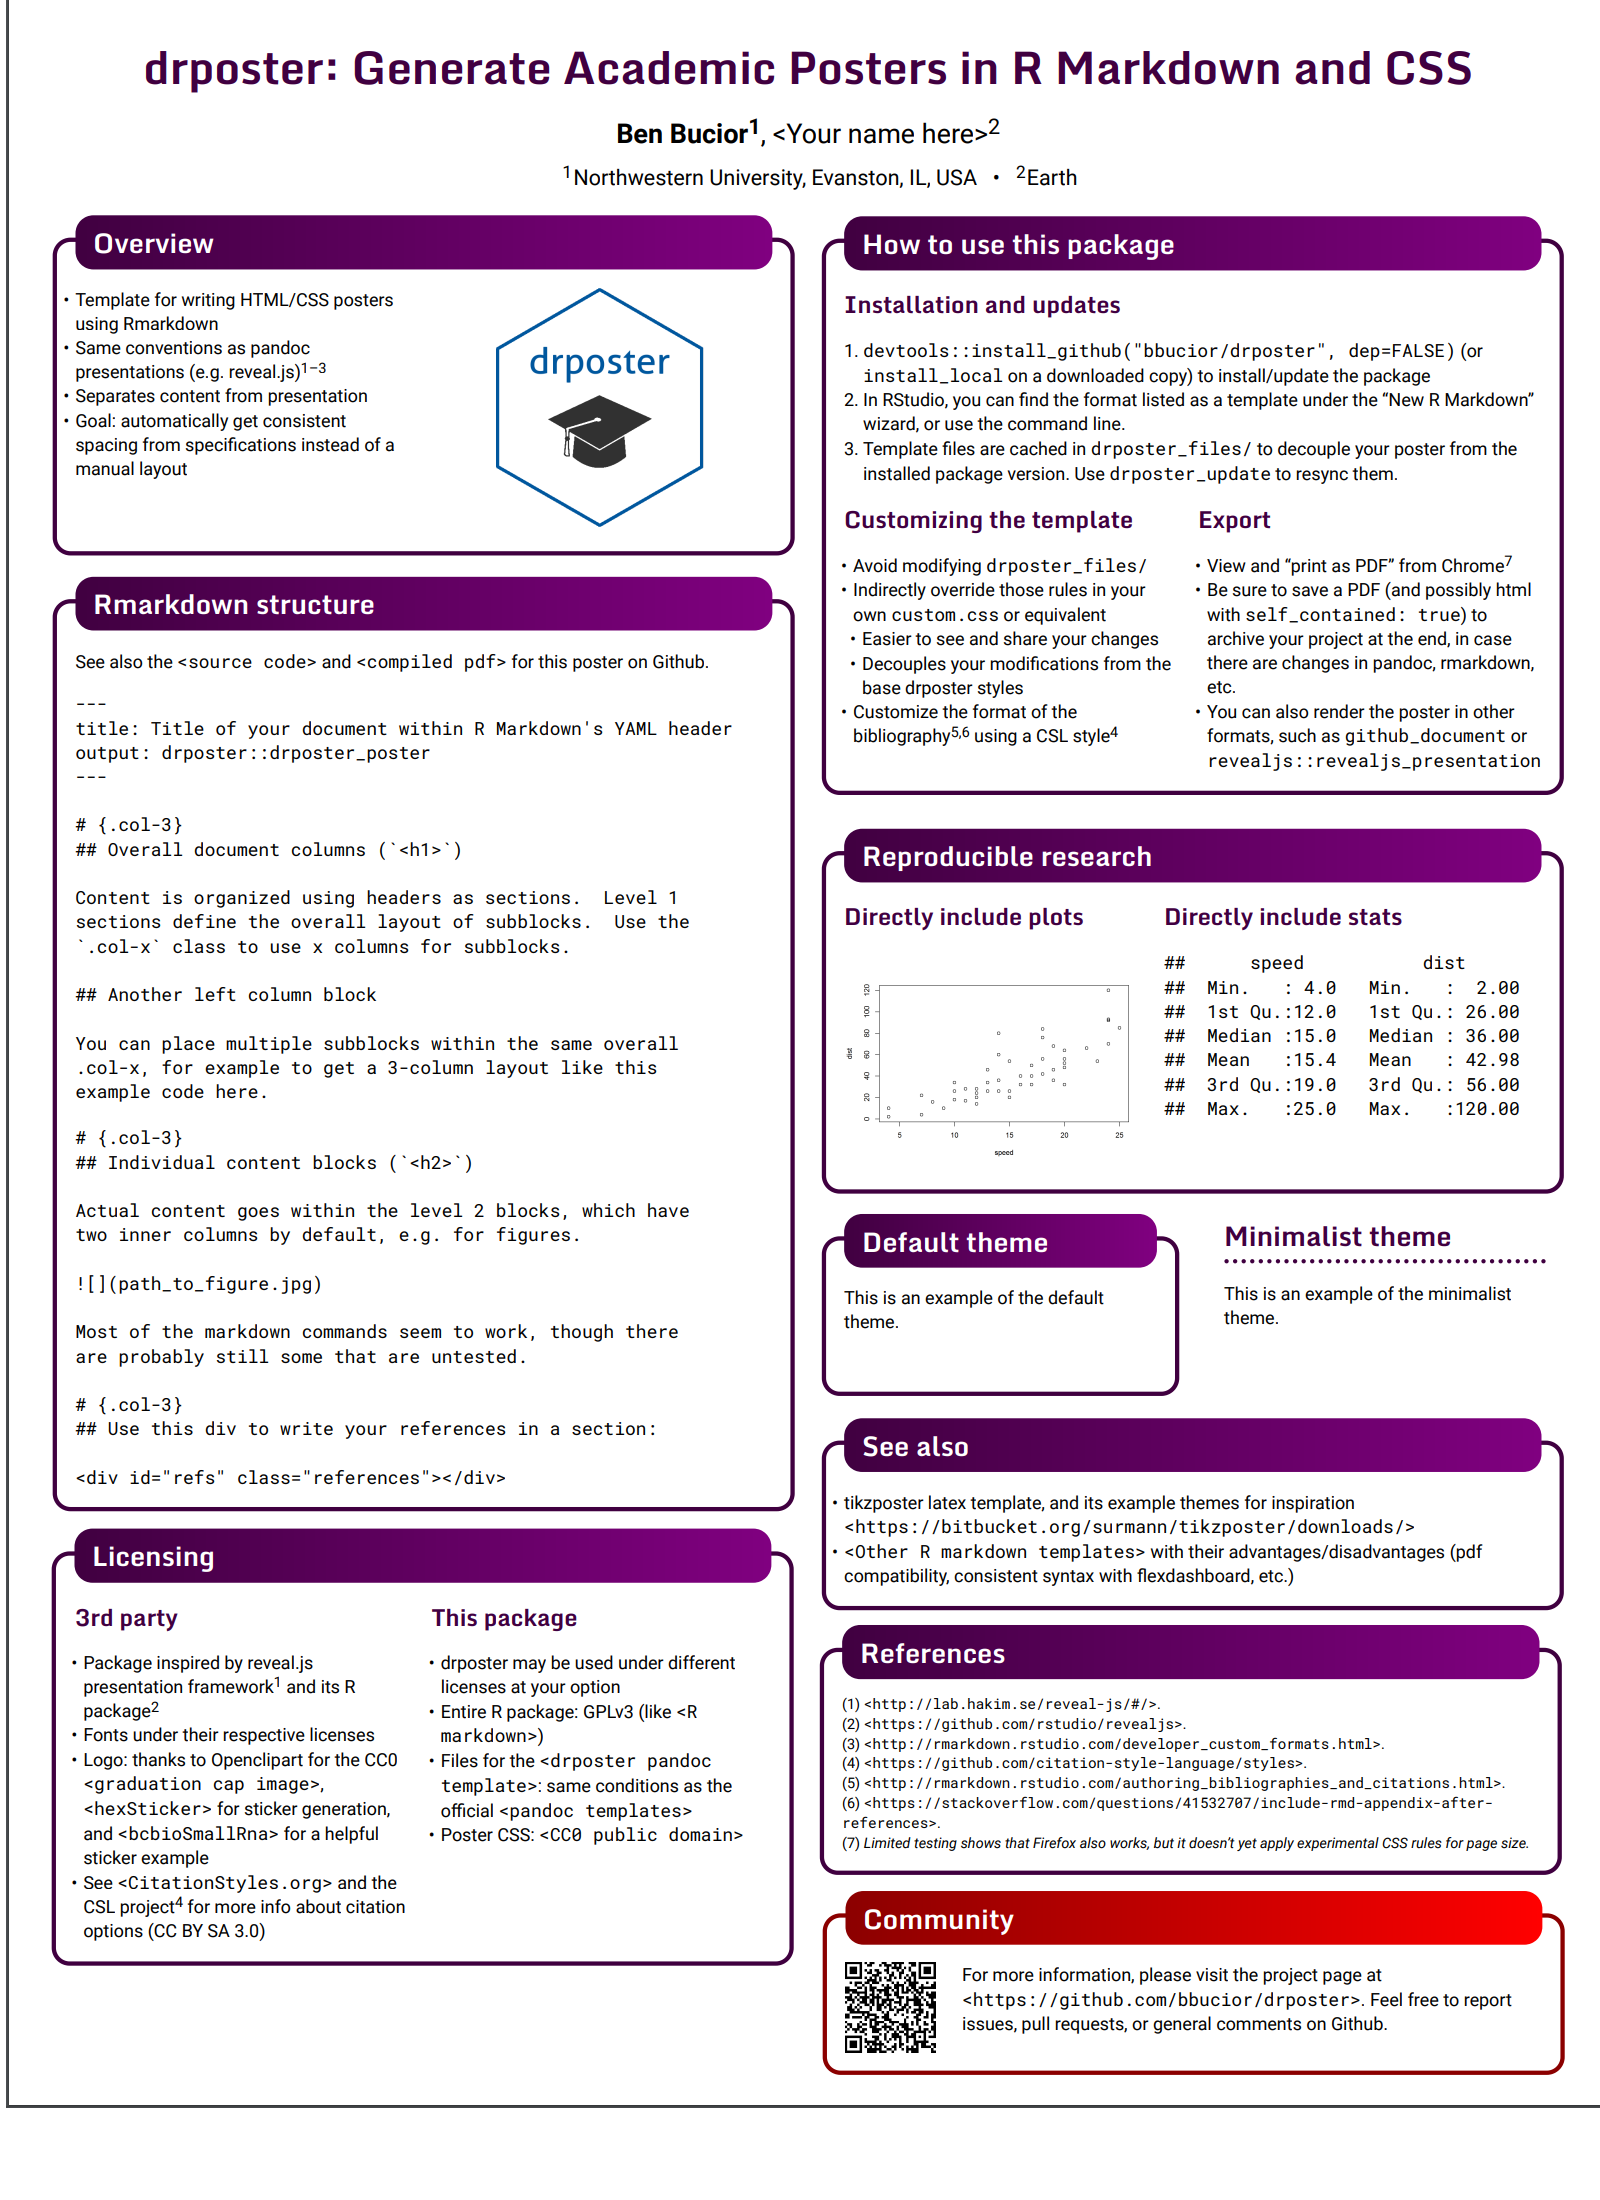 drposter: Generate Academic Posters in R Markdown and CSS
Ben Bucior1, <Your name here>2
1Northwestern University, Evanston, IL, USA • 2Earth
Overview
• Template for writing HTML/CSS posters
using Rmarkdown
• Same conventions as pandoc
presentations (e.g. reveal.js)1–3
• Separates content from presentation
• Goal: automatically get consistent
spacing from specifications instead of a
manual layout
drposter
Rmarkdown structure
See also the <source code> and <compiled pdf> for this poster on Github.
---
title: Title of your document within R Markdown's YAML header
output: drposter::drposter_poster
---
# {.col-3}
## Overall document columns (`<h1>`)
Content is organized using headers as sections.  Level 1
sections define the overall layout of subblocks.  Use the
`.col-x` class to use x columns for subblocks.
## Another left column block
You can place multiple subblocks within the same overall
.col-x, for example to get a 3-column layout like this
example code here.
# {.col-3}
## Individual content blocks (`<h2>`)
Actual content goes within the level 2 blocks, which have
two inner columns by default, e.g. for figures.
![](path_to_figure.jpg)
Most of the markdown commands seem to work, though there
are probably still some that are untested.
# {.col-3}
## Use this div to write your references in a section:
<div id="refs" class="references"></div>
Licensing
3rd party
• Package inspired by reveal.js
presentation framework1 and its R
package2
• Fonts under their respective licenses
• Logo: thanks to Openclipart for the CC0
<graduation cap image>,
<hexSticker> for sticker generation,
and <bcbioSmallRna> for a helpful
sticker example
• See <CitationStyles.org> and the
CSL project4 for more info about citation
options (CC BY SA 3.0)
This package
• drposter may be used under different
licenses at your option
• Entire R package: GPLv3 (like <R
markdown>)
• Files for the <drposter pandoc
template>: same conditions as the
official <pandoc templates>
• Poster CSS: <CC0 public domain>
How to use this package
Installation and updates
1. devtools::install_github("bbucior/drposter", dep=FALSE) (or
install_local on a downloaded copy) to install/update the package
2. In RStudio, you can find the format listed as a template under the “New R Markdown”
wizard, or use the command line.
3. Template files are cached in drposter_files/ to decouple your poster from the
installed package version. Use drposter_update to resync them.
Customizing the template
• Avoid modifying drposter_files/
• Indirectly override those rules in your
own custom.css or equivalent
• Easier to see and share your changes
• Decouples your modifications from the
base drposter styles
• Customize the format of the
bibliography5,6 using a CSL style4
Export
• View and “print as PDF” from Chrome7
• Be sure to save a PDF (and possibly html
with self_contained: true) to
archive your project at the end, in case
there are changes in pandoc, rmarkdown,
etc.
• You can also render the poster in other
formats, such as github_document or
revealjs::revealjs_presentation
Reproducible research
Directly include plots
dist
0 20 40 60 80 100 120
5 10 15 20 25
speed
Directly include stats
##      speed           dist
##  Min.   : 4.0   Min.   :  2.00
##  1st Qu.:12.0   1st Qu.: 26.00
##  Median :15.0   Median : 36.00
##  Mean   :15.4   Mean   : 42.98
##  3rd Qu.:19.0   3rd Qu.: 56.00
##  Max.   :25.0   Max.   :120.00
Default theme
This is an example of the default
theme.
Minimalist theme
This is an example of the minimalist
theme.
See also
• tikzposter latex template, and its example themes for inspiration
<https://bitbucket.org/surmann/tikzposter/downloads/>
• <Other R markdown templates> with their advantages/disadvantages (pdf
compatibility, consistent syntax with flexdashboard, etc.)
References
(1) <http://lab.hakim.se/reveal-js/#/>.
(2) <https://github.com/rstudio/revealjs>.
(3) <http://rmarkdown.rstudio.com/developer_custom_formats.html>.
(4) <https://github.com/citation-style-language/styles>.
(5) <http://rmarkdown.rstudio.com/authoring_bibliographies_and_citations.html>.
(6) <https://stackoverflow.com/questions/41532707/include-rmd-appendix-after-
references>.
(7) Limited testing shows that Firefox also works, but it doesn’t yet apply experimental CSS rules for page size.
Community
For more information, please visit the project page at
<https://github.com/bbucior/drposter>. Feel free to report
issues, pull requests, or general comments on Github.